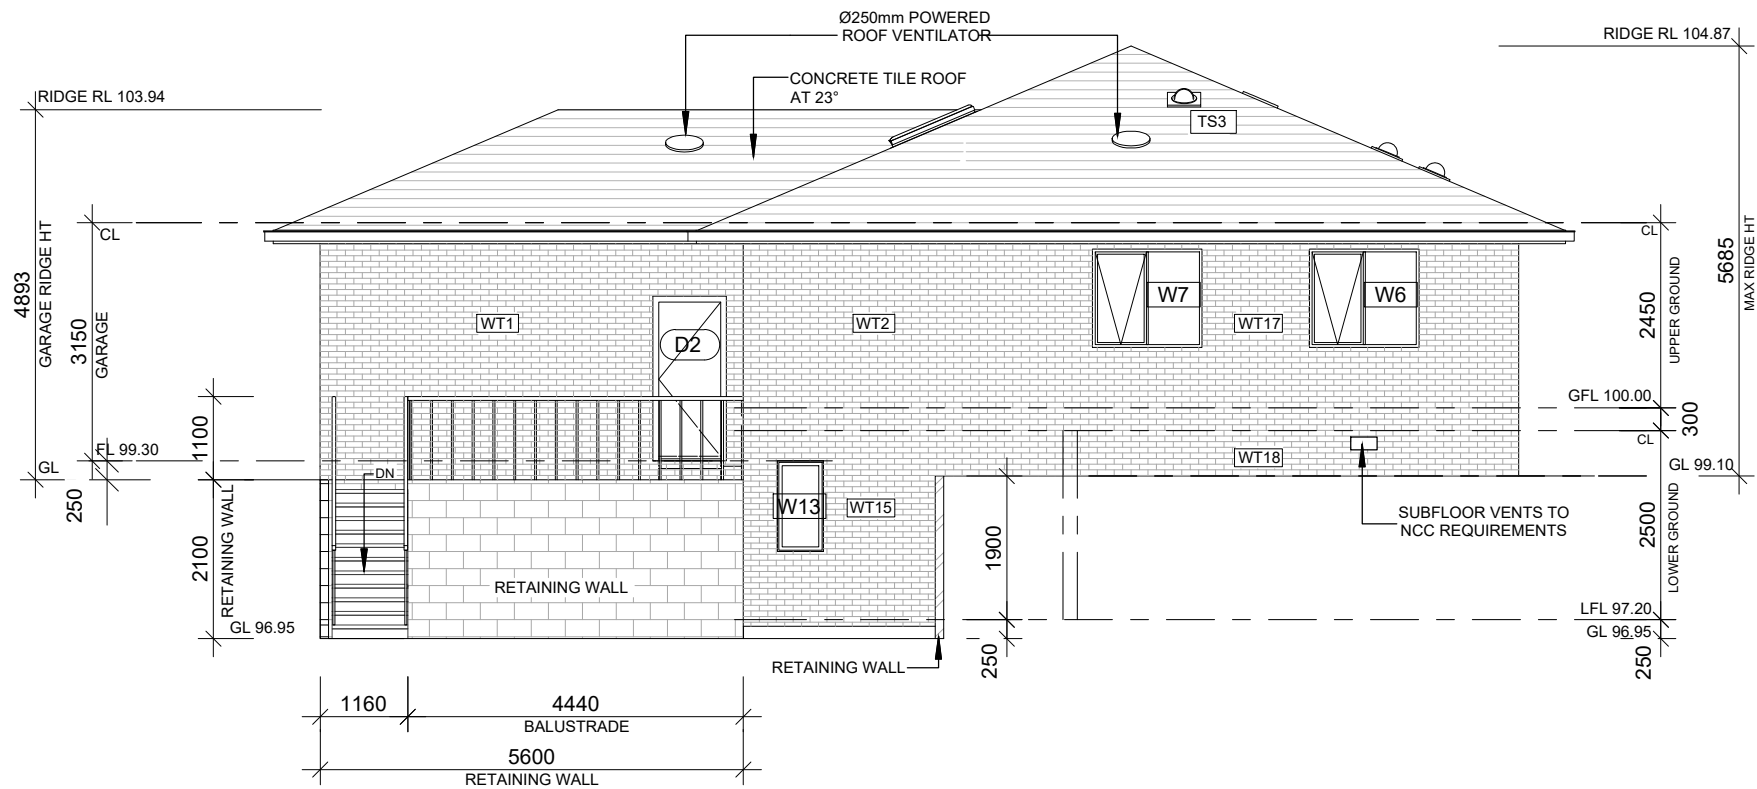 Ø250mm POWERED
ROOF VENTILATOR
RIDGE RL 104.87
CONCRETE TILE ROOF
AT 23°
RIDGE RL 103.94
TS3
CL
CL
4893
GARAGE RIDGE HT
3150
GARAGE
5685
MAX RIDGE HT
2450
UPPER GROUND
W7
W6
WT1
WT2
WT17
D2
GFL 100.00
300
1100
CL
FL 99.30
GL
250
DN
WT18
GL 99.10
W13
WT15
SUBFLOOR VENTS TO
NCC REQUIREMENTS
2100
RETAINING WALL
1900
2500
LOWER GROUND
RETAINING WALL
LFL 97.20
GL 96.95
GL 96.95
RETAINING WALL
250
250
1160
4440
BALUSTRADE
5600
RETAINING WALL